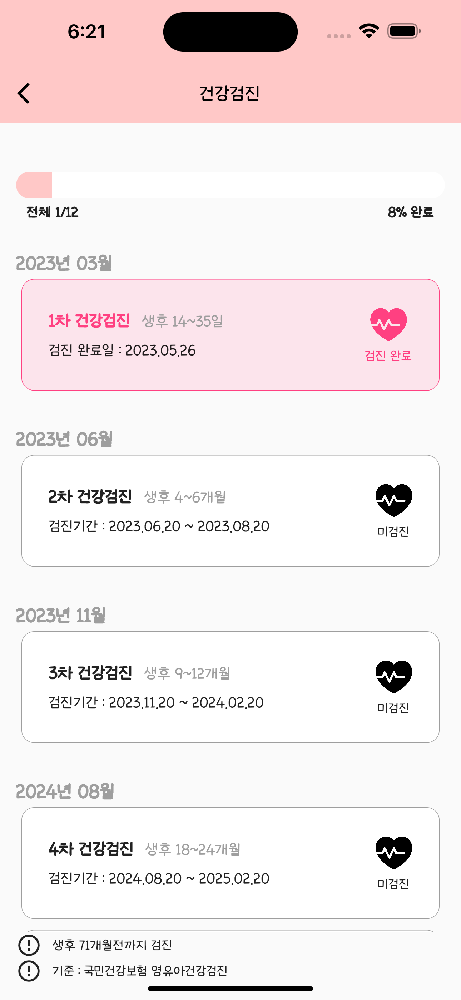 6:21
건강검진
전체 1/12
8% 완료
2023년 03월
1차 건강검진 생후 14~35일
검진 완료일 : 2023.05.26
검진 완료
2023년 06월
2차 건강검진 생후 4~6개월
검진기간 : 2023.06.20 ~ 2023.08.20
미검진
2023년 11월
3차 건강검진 생후 9~12개월
검진기간 : 2023.11.20 ~ 2024.02.20
미검진
2024년 08월
4차 건강검진 생후 18~24개월
검진기간 : 2024.08.20 ~ 2025.02.20
미검진
생후 71개월전까지 검진
기준 : 국민건강보험 영유아건강검진